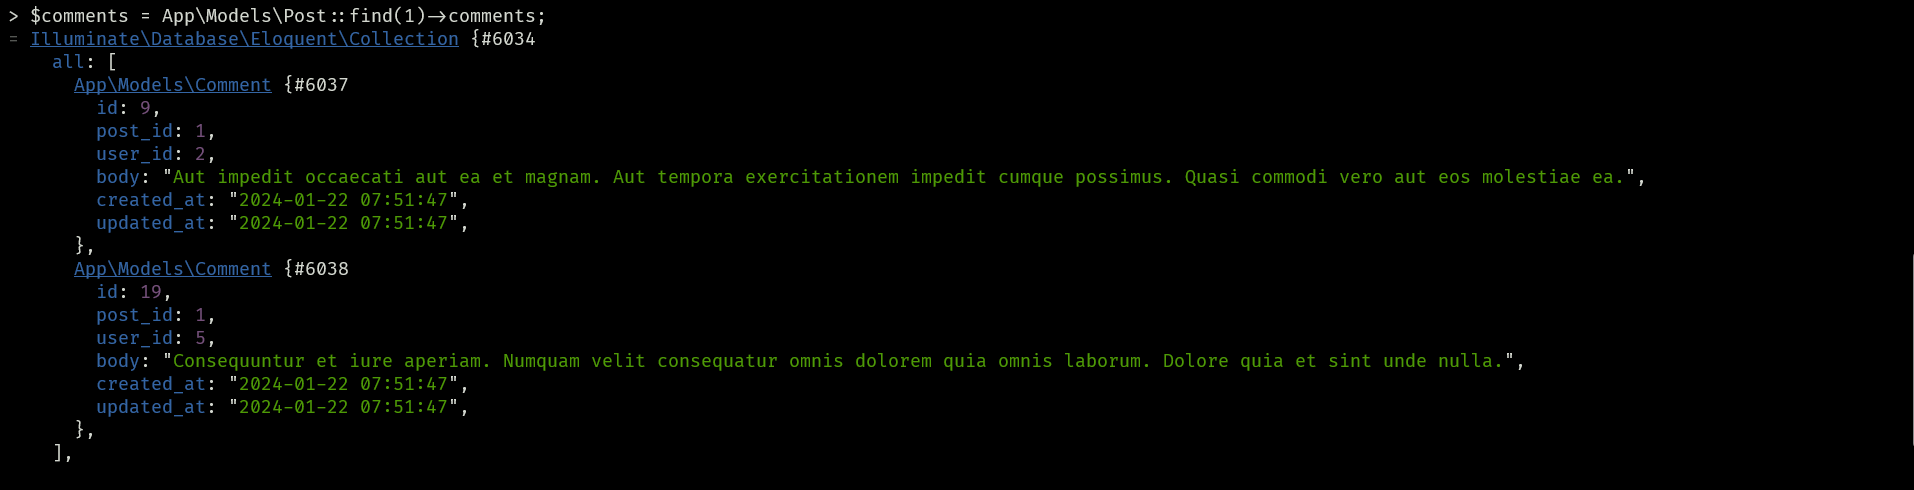 > $comments = App\Models\Post::find(1)->comments;
= Illuminate\Database\Eloquent\Collection {#6034
    all: [
      App\Models\Comment {#6037
        id: 9,
        post_id: 1,
        user_id: 2,
        body: "Aut impedit occaecati aut ea et magnam. Aut tempora exercitationem impedit cumque possimus. Quasi commodi vero aut eos molestiae ea.",
        created_at: "2024-01-22 07:51:47",
        updated_at: "2024-01-22 07:51:47",
      },
      App\Models\Comment {#6038
        id: 19,
        post_id: 1,
        user_id: 5,
        body: "Consequuntur et iure aperiam. Numquam velit consequatur omnis dolorem quia omnis laborum. Dolore quia et sint unde nulla.",
        created_at: "2024-01-22 07:51:47",
        updated_at: "2024-01-22 07:51:47",
      },
    ],